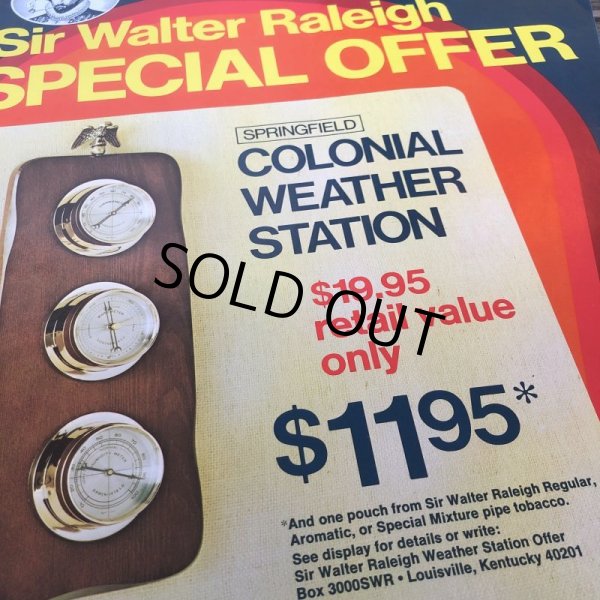 Sir Walter Raleigh
SPECIAL OFFER
SPRINGFIELD
COLONIAL
WEATHER
STATION
SOLD OUT
$19.95
retail value
only
$1195*
*And one pouch from Sir Walter Raleigh Regular,
Aromatic, or Special Mixture pipe tobacco.
See display for details or write:
Sir Walter Raleigh Weather Station Offer
Box 3000SWR • Louisville, Kentucky 40201